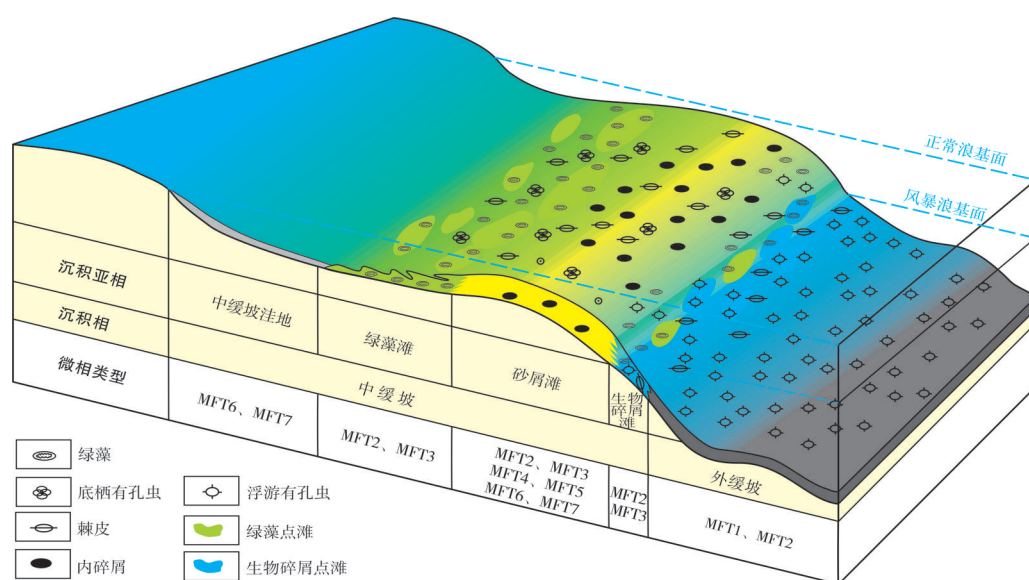 正常浪基面
风暴浪基面
沉积亚相
中缓坡洼地
绿藻滩
砂屑滩
生物
碎屑
滩
沉积相
中缓坡
外缓坡
微相类型
MFT6、MFT7
MFT2、MFT3
MFT2、MFT3
MFT4、MFT5
MFT6、MFT7
MFT2
MFT3
MFT1、MFT2
绿藻
底栖有孔虫
浮游有孔虫
棘皮
绿藻点滩
内碎屑
生物碎屑点滩